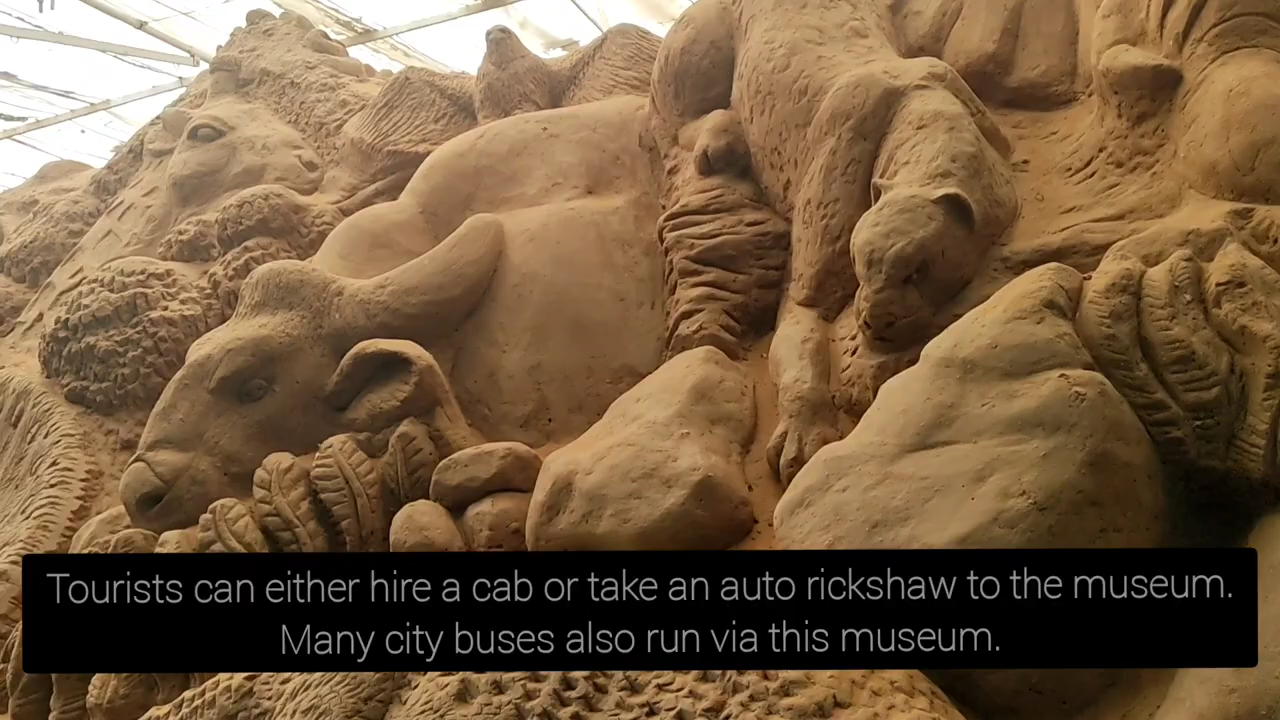 Tourists can either hire a cab or take an auto rickshaw to the museum.
Many city buses also run via this museum.